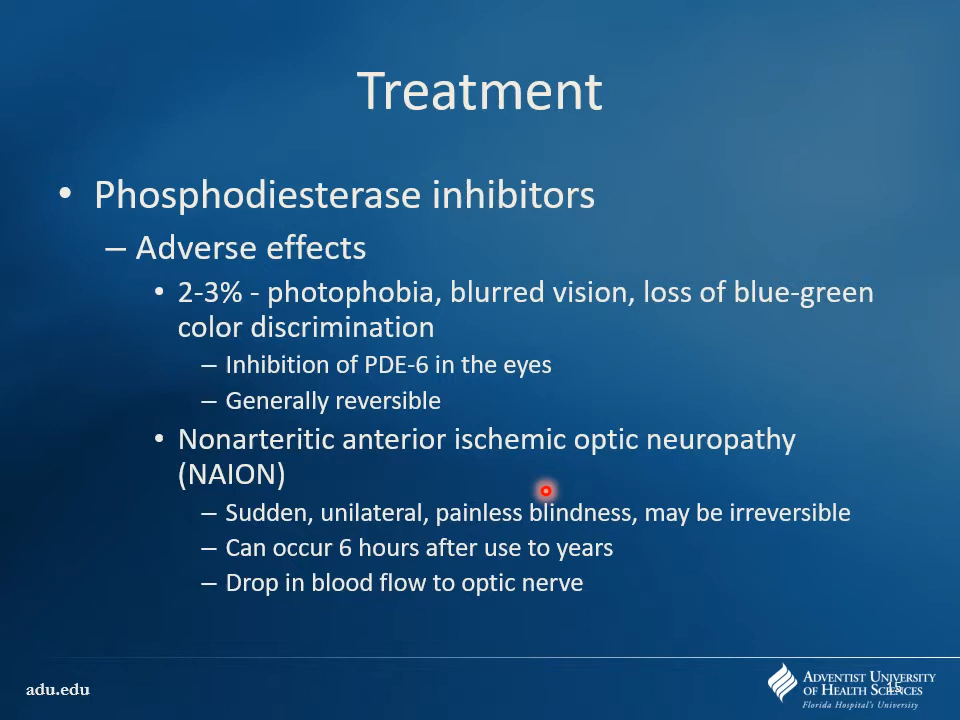 Treatment
• Phosphodiesterase inhibitors
– Adverse effects
• 2-3% - photophobia, blurred vision, loss of blue-green
color discrimination
– Inhibition of PDE-6 in the eyes
– Generally reversible
• Nonarteritic anterior ischemic optic neuropathy
(NAION)
– Sudden, unilateral, painless blindness, may be irreversible
– Can occur 6 hours after use to years
– Drop in blood flow to optic nerve
adu.edu
ADVENTIST UNIVERSITY
OF HEALTH SCIENCES
Florida Hospital's University
15